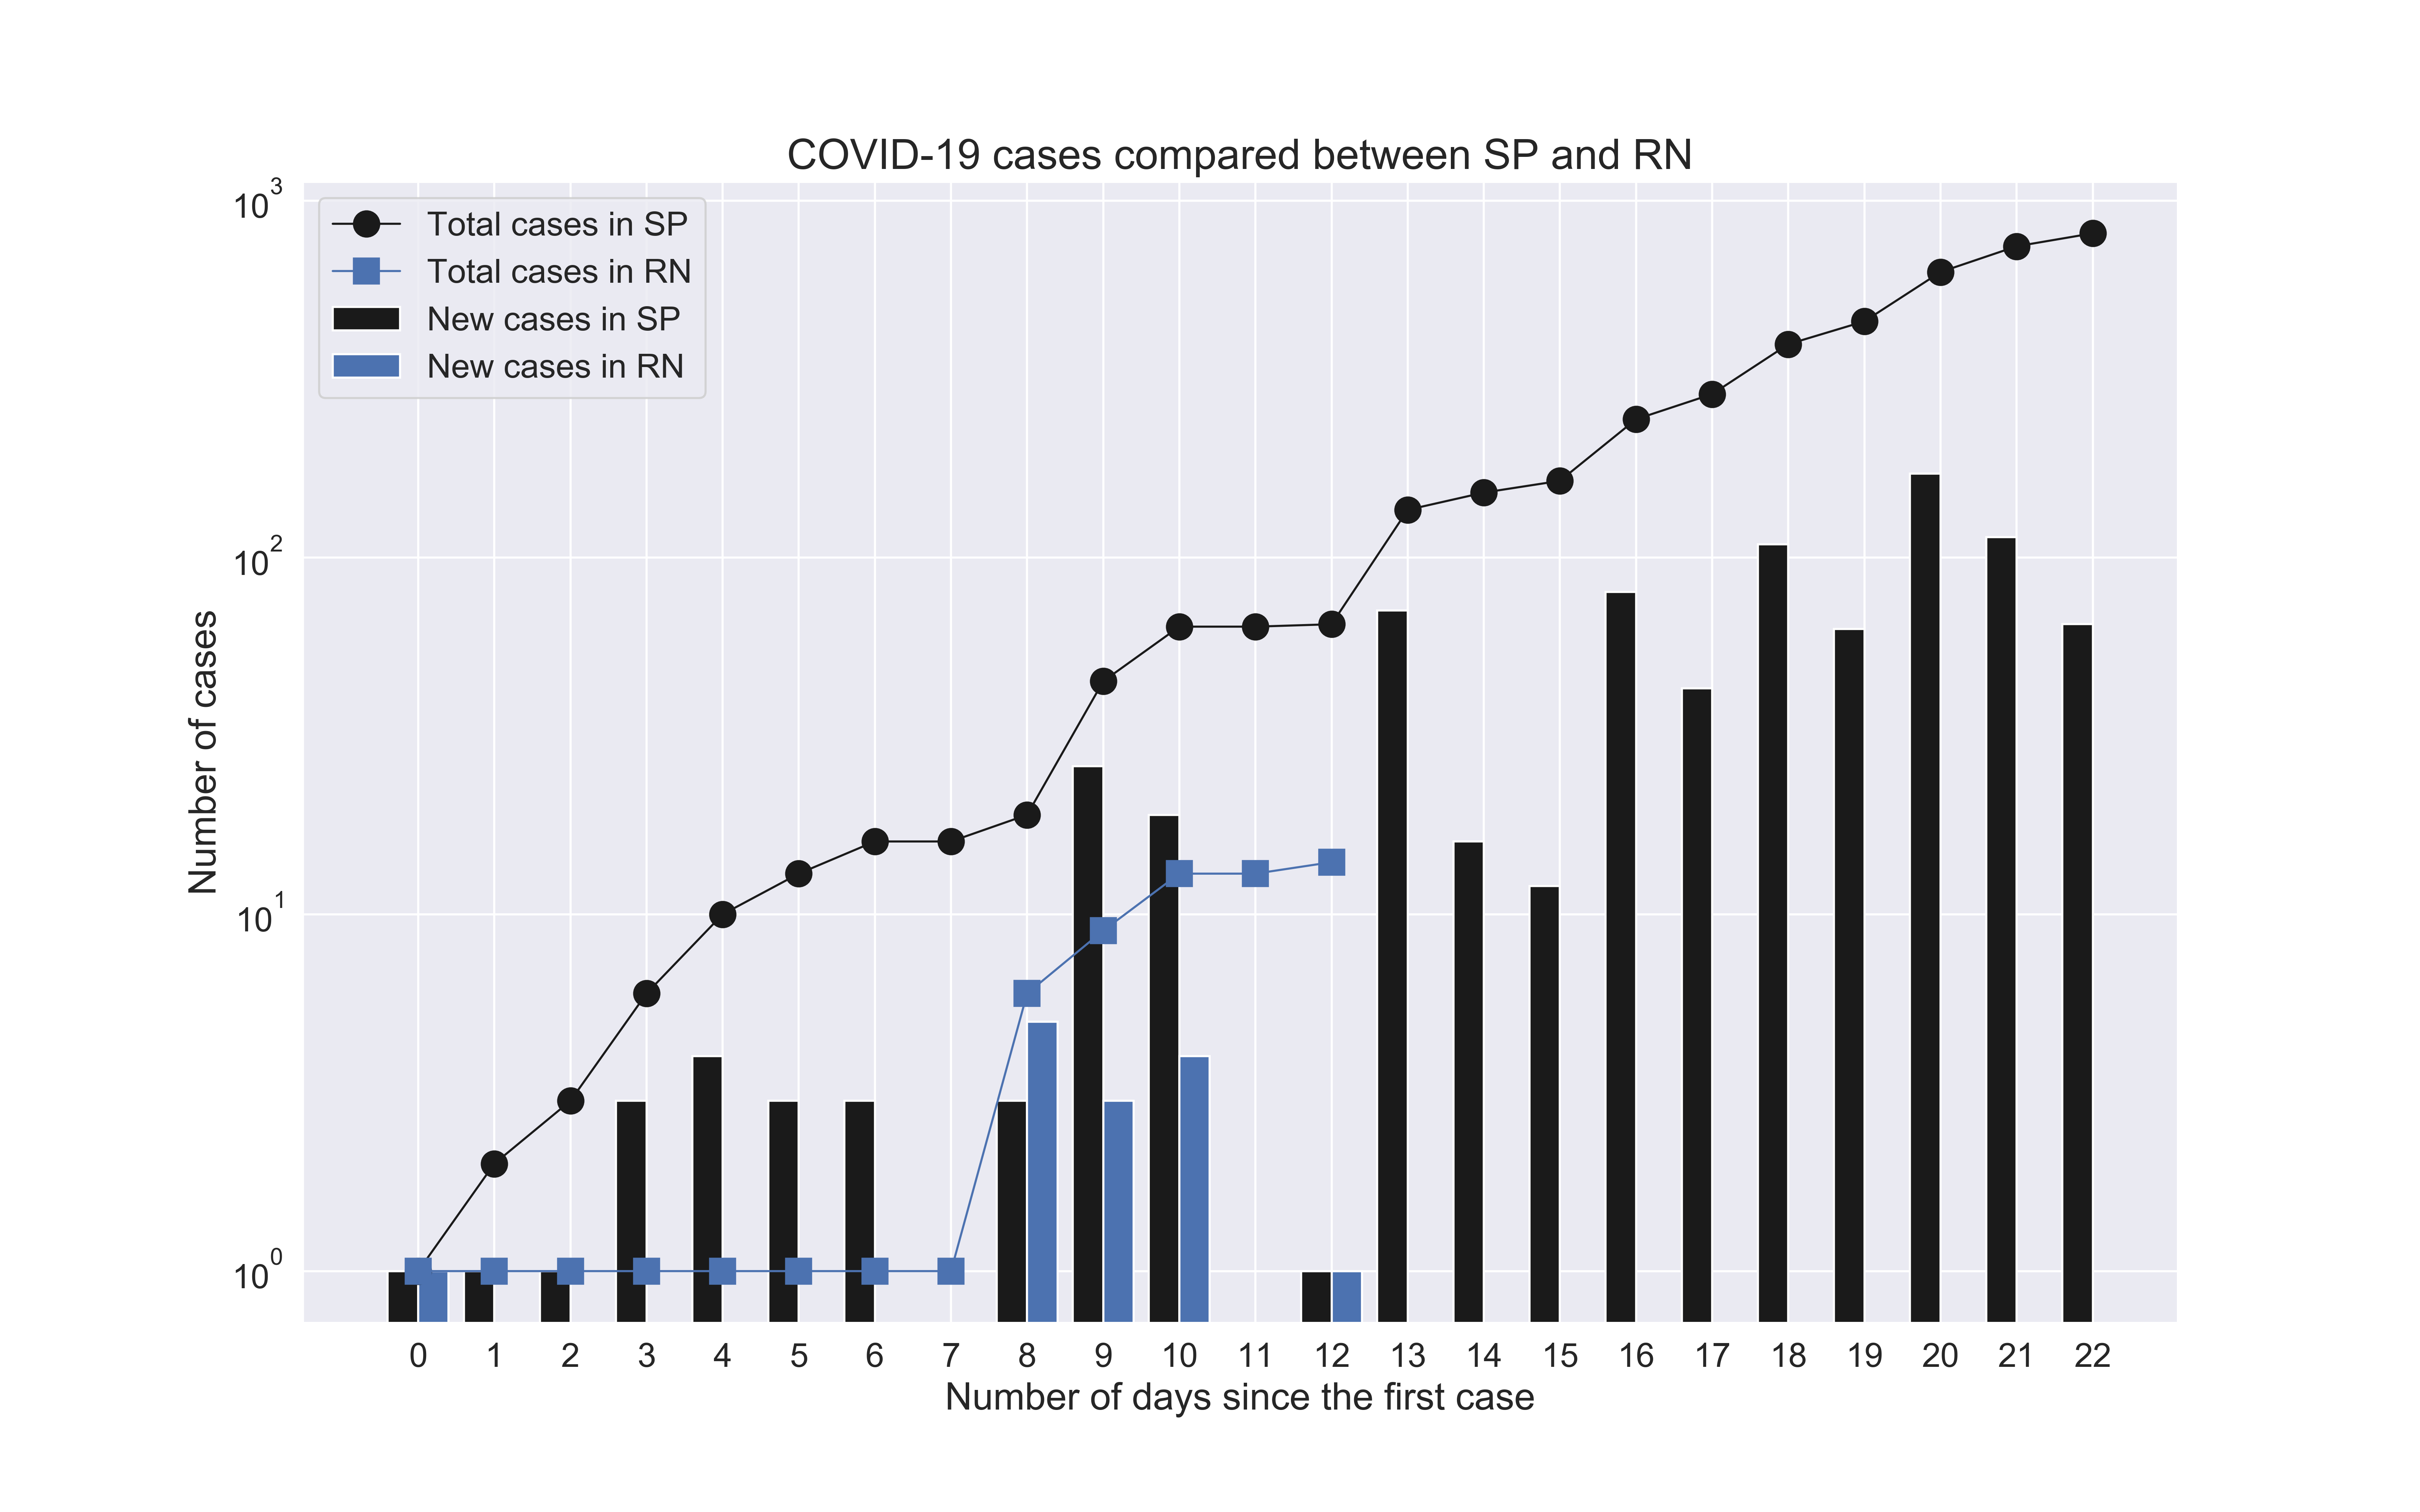 COVID-19 cases compared between SP and RN
Total cases in SP
Total cases in RN
New cases in SP
New cases in RN
10³
10²
10¹
10⁰
Number of cases
0 1 2 3 4 5 6 7 8 9 10 11 12 13 14 15 16 17 18 19 20 21 22
Number of days since the first case